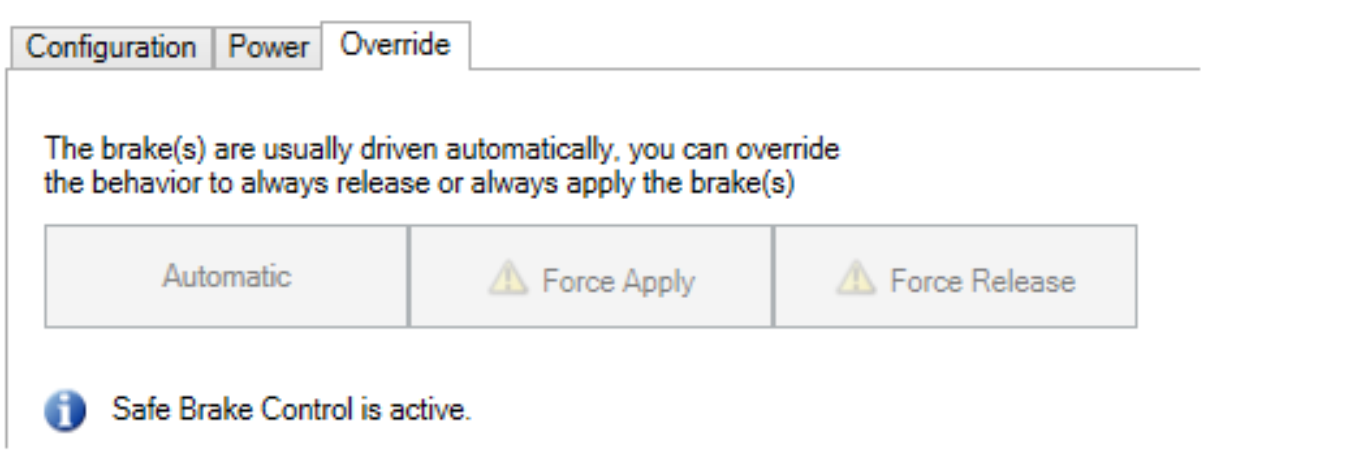 Configuration Power Override
The brake(s) are usually driven automatically, you can override
the behavior to always release or always apply the brake(s)
Automatic Force Apply Force Release
Safe Brake Control is active.